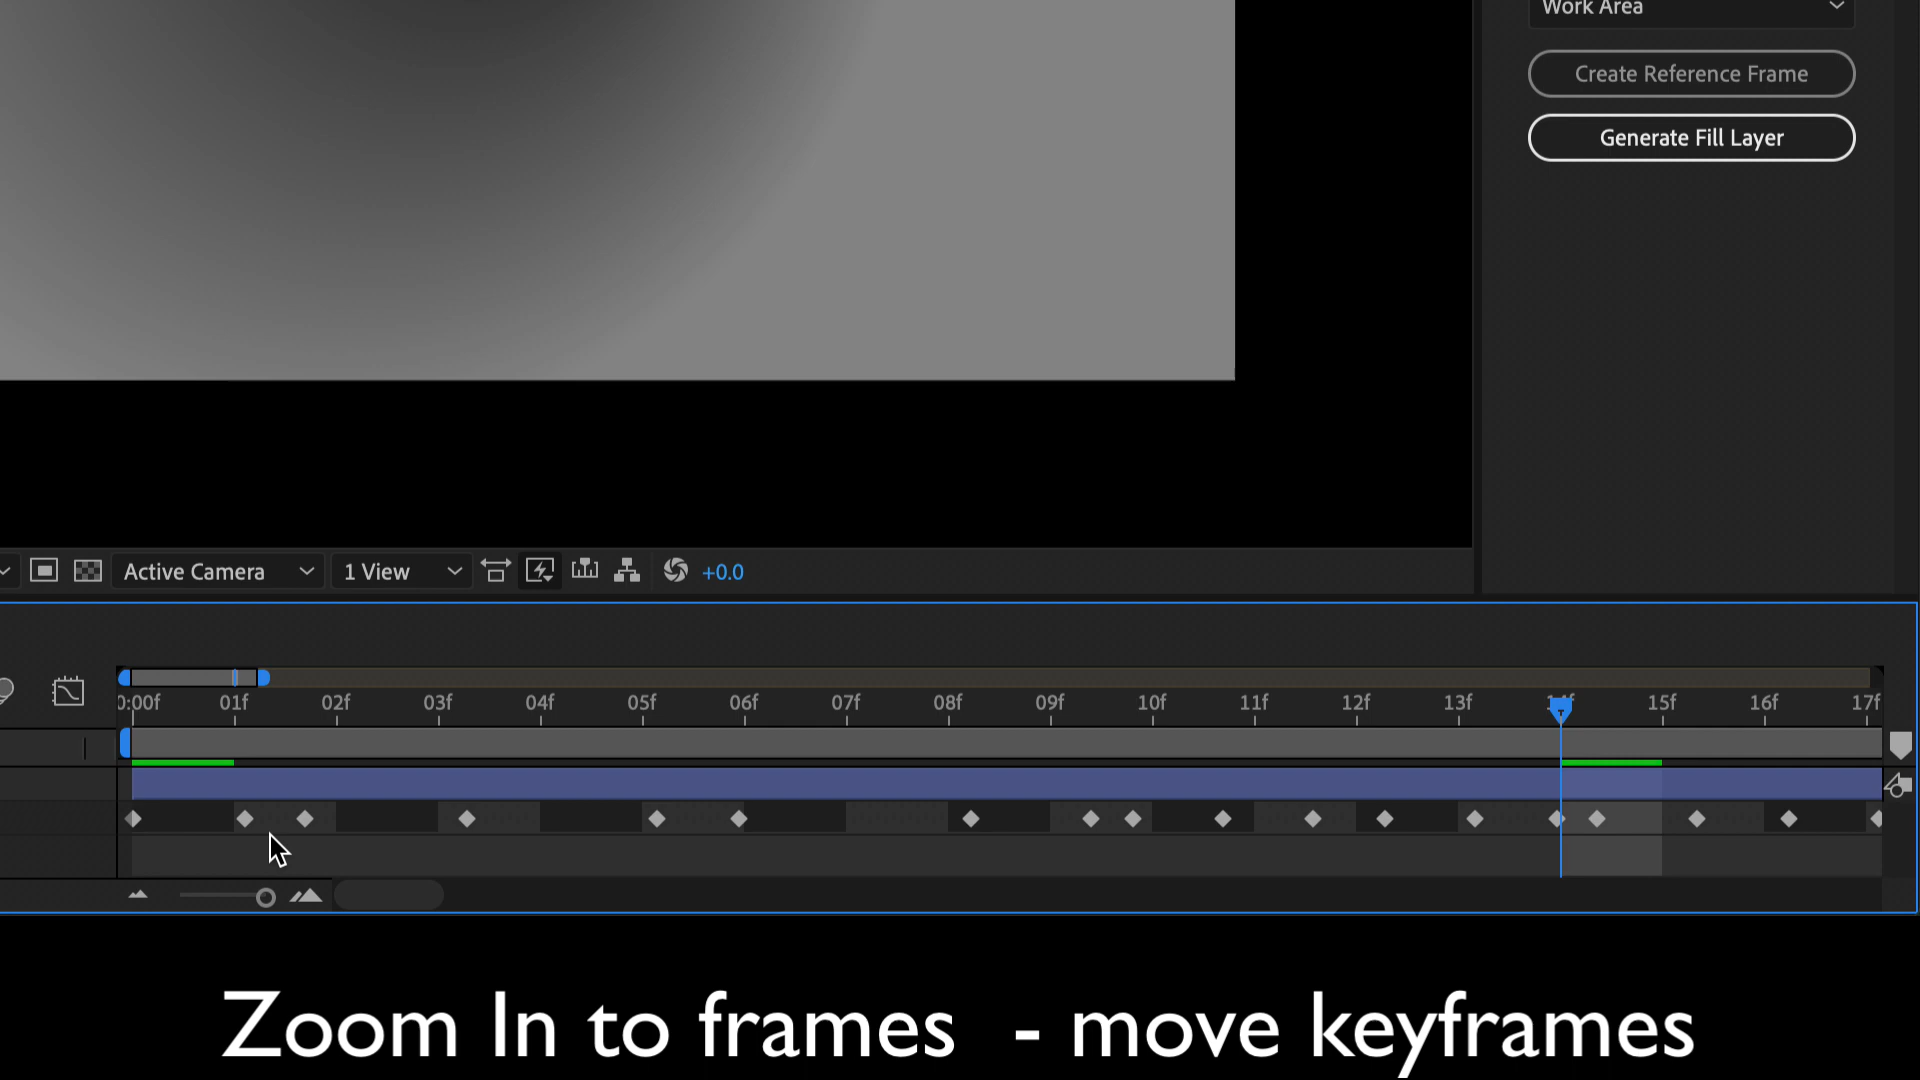 Work Area
Create Reference Frame
Generate Fill Layer
Active Camera 1 View +0.0
0:00f 01f 02f 03f 04f 05f 06f 07f 08f 09f 10f 11f 12f 13f 14f 15f 16f 17f
Zoom In to frames - move keyframes